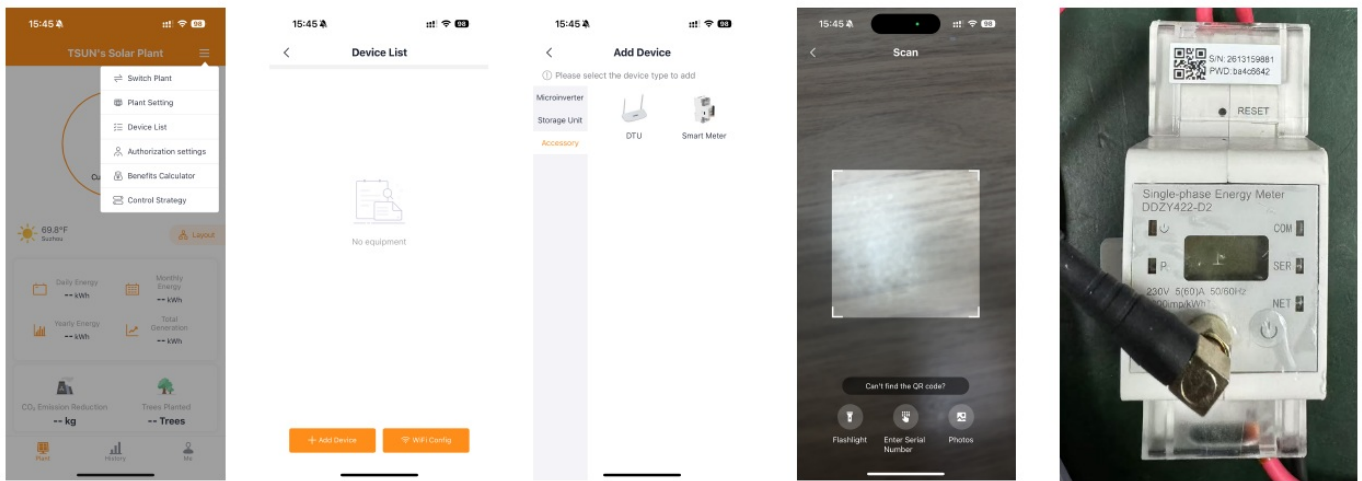 15:45
98
TSUN's Solar Plant
Switch Plant
Plant Setting
Device List
Authorization settings
Benefits Calculator
Control Strategy
Cu
69.8°F
Suzhou
Layout
Daily Energy
-- kWh
Monthly Energy
-- kWh
Yearly Energy
-- kWh
Total Generation
-- kWh
CO₂ Emission Reduction
-- kg
Trees Planted
-- Trees
Plant
History
Me
15:45
98
Device List
No equipment
+ Add Device
WiFi Config
15:45
98
Add Device
Please select the device type to add
Microinverter
Storage Unit
Accessory
DTU
Smart Meter
15:45
98
Scan
Can't find the QR code?
Flashlight
Enter Serial Number
Photos
S/N: 2613159881
PWD:ba4c6642
RESET
Single-phase Energy Meter
DDZY422-D2
COM
P.
SER
230V 5(60)A 50/60Hz
imp/kWh
NET